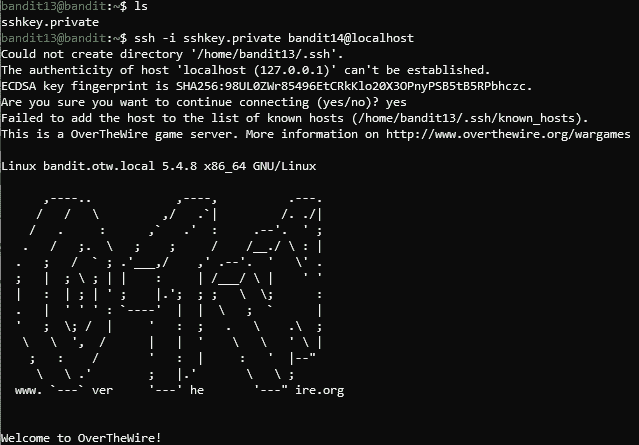 bandit13@bandit:~$ ls
sshkey.private
bandit13@bandit:~$ ssh -i sshkey.private bandit14@localhost
Could not create directory '/home/bandit13/.ssh'.
The authenticity of host 'localhost (127.0.0.1)' can't be established.
ECDSA key fingerprint is SHA256:98UL0ZWr85496EtCRkKlo20X3OPnyPSB5tB5RPbhczc.
Are you sure you want to continue connecting (yes/no)? yes
Failed to add the host to the list of known hosts (/home/bandit13/.ssh/known_hosts).
This is a OverTheWire game server. More information on http://www.overthewire.org/wargames
Linux bandit.otw.local 5.4.8 x86_64 GNU/Linux
www. `---` ver '---' he '---" ire.org
Welcome to OverTheWire!